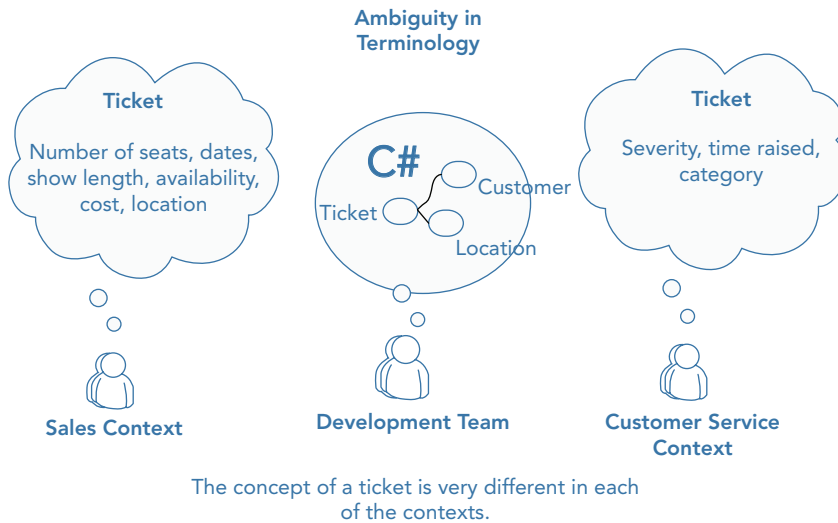 Ambiguity in
Terminology
Ticket
Number of seats, dates,
show length, availability,
cost, location
Sales Context
C#
Ticket
Customer
Location
Development Team
Ticket
Severity, time raised,
category
Customer Service
Context
The concept of a ticket is very different in each
of the contexts.